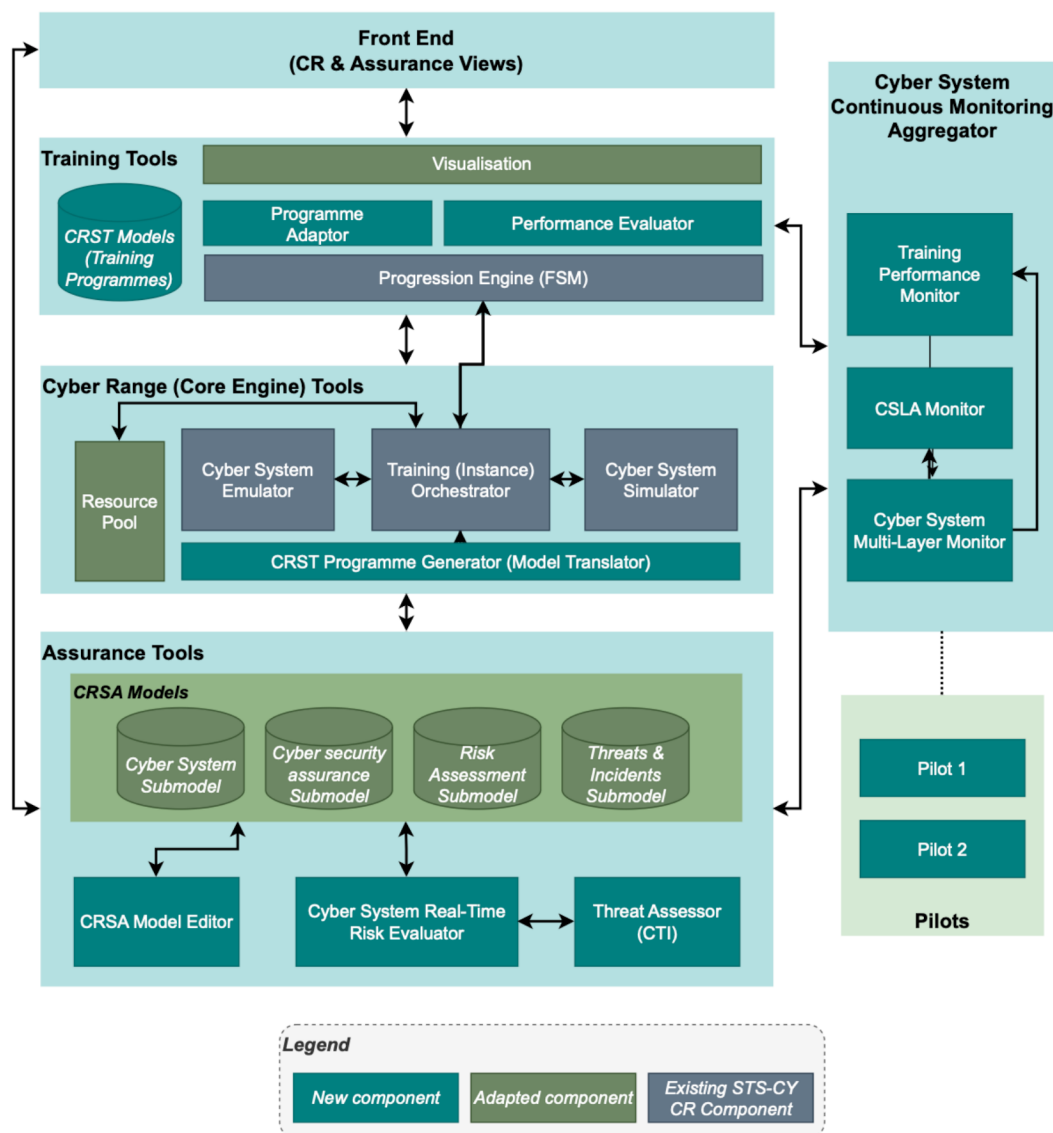 Front End
(CR & Assurance Views)
Training Tools
Visualisation
CRST Models
(Training
Programmes)
Programme
Adaptor
Performance Evaluator
Progression Engine (FSM)
Cyber Range (Core Engine) Tools
Resource
Pool
Cyber System
Emulator
Training (Instance)
Orchestrator
Cyber System
Simulator
CRST Programme Generator (Model Translator)
Assurance Tools
CRSA Models
Cyber System
Submodel
Cyber security
assurance
Submodel
Risk
Assessment
Submodel
Threats &
Incidents
Submodel
CRSA Model Editor
Cyber System Real-Time
Risk Evaluator
Threat Assessor
(CTI)
Cyber System
Continuous Monitoring
Aggregator
Training
Performance
Monitor
CSLA Monitor
Cyber System
Multi-Layer Monitor
Pilot 1
Pilot 2
Pilots
Legend
New component
Adapted component
Existing STS-CY
CR Component